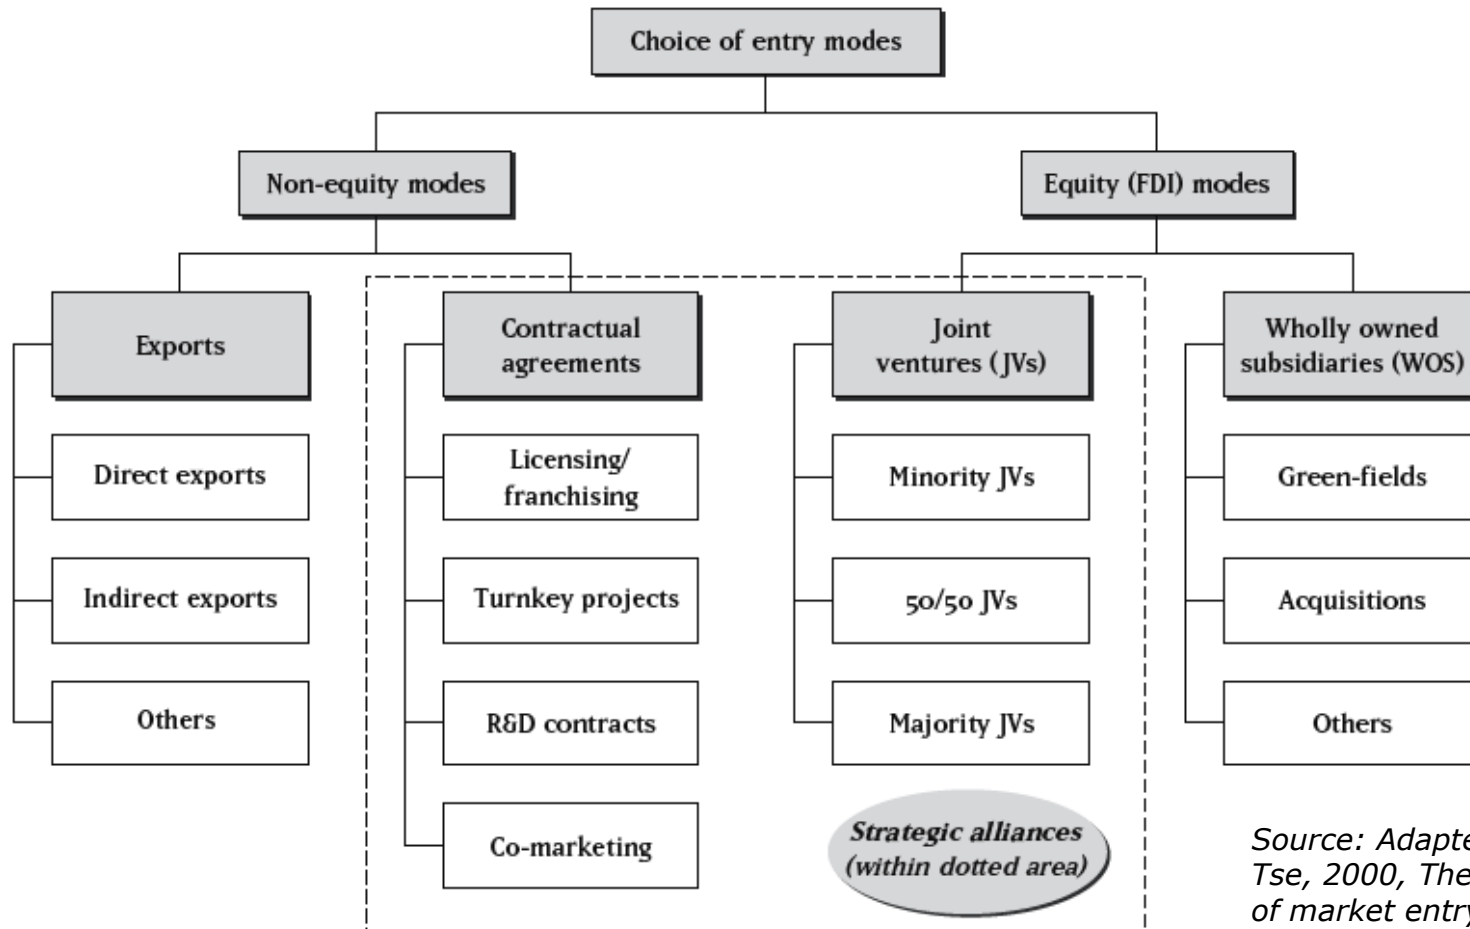 Choice of entry modes
Non-equity modes
Equity (FDI) modes
Exports
Contractual
agreements
Joint
ventures (JVs)
Wholly owned
subsidiaries (WOS)
Direct exports
Licensing/
franchising
Minority JVs
Green-fields
Indirect exports
Turnkey projects
50/50 JVs
Acquisitions
Others
R&D contracts
Majority JVs
Others
Co-marketing
Strategic alliances
(within dotted area)
Source: Adapte
Tse, 2000, The
of market entry